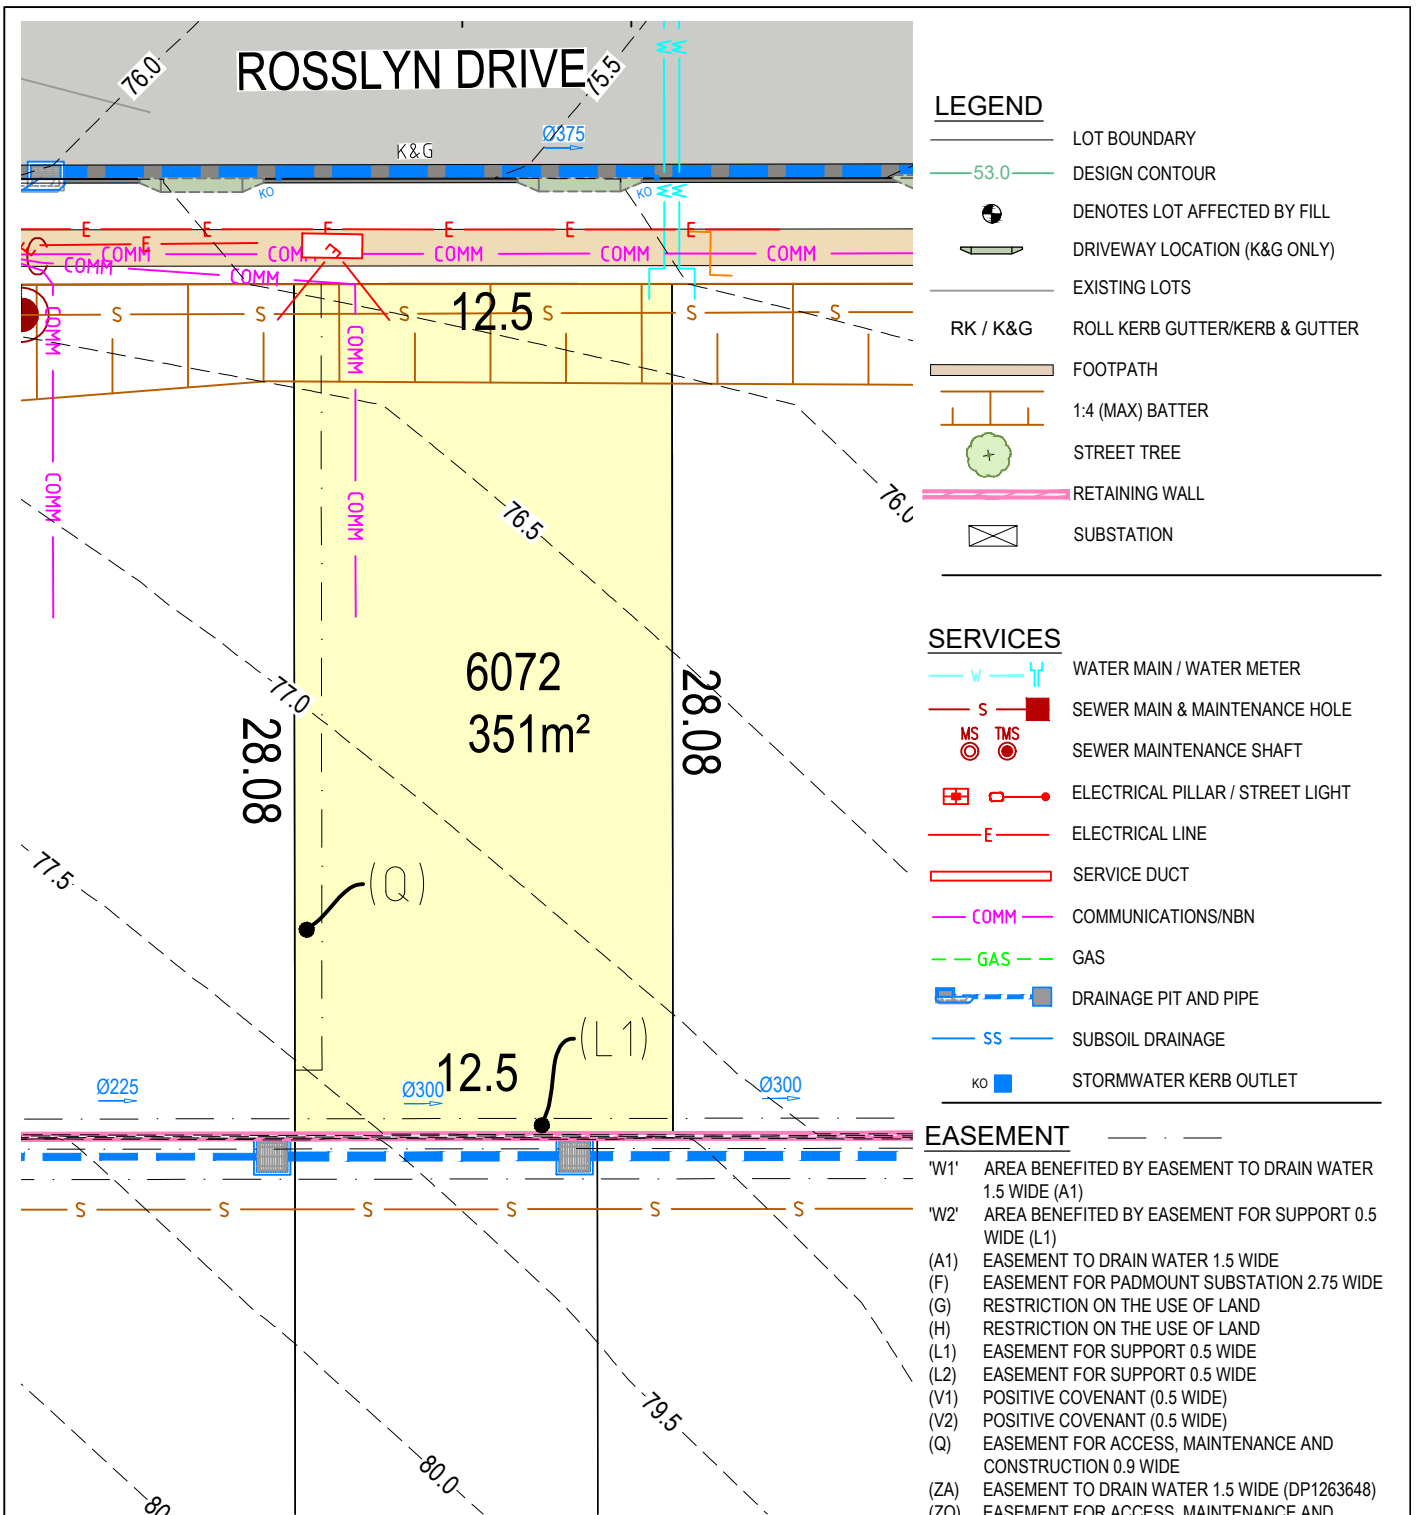 ROSSLYN DRIVE
76.0
75.5
Ø375
K&G
KO
KO
E E E E E E
E
E
COMM COMM COMM COMM COMM
COMM
COMM
S S S S S S
12.5
COMM
COMM
COMM
COMM
76.5
76.0
6072
351m²
77.0
28.08
28.08
77.5
(Q)
(L1)
12.5
Ø225
Ø300
Ø300
S S S S S S
79.5
80.0
LEGEND
LOT BOUNDARY
53.0 DESIGN CONTOUR
DENOTES LOT AFFECTED BY FILL
DRIVEWAY LOCATION (K&G ONLY)
EXISTING LOTS
RK / K&G ROLL KERB GUTTER/KERB & GUTTER
FOOTPATH
1:4 (MAX) BATTER
STREET TREE
RETAINING WALL
SUBSTATION
SERVICES
W WATER MAIN / WATER METER
S SEWER MAIN & MAINTENANCE HOLE
MS TMS
SEWER MAINTENANCE SHAFT
ELECTRICAL PILLAR / STREET LIGHT
E ELECTRICAL LINE
SERVICE DUCT
COMM COMMUNICATIONS/NBN
GAS GAS
DRAINAGE PIT AND PIPE
SS SUBSOIL DRAINAGE
KO STORMWATER KERB OUTLET
EASEMENT
'W1' AREA BENEFITED BY EASEMENT TO DRAIN WATER
1.5 WIDE (A1)
'W2' AREA BENEFITED BY EASEMENT FOR SUPPORT 0.5
WIDE (L1)
(A1) EASEMENT TO DRAIN WATER 1.5 WIDE
(F) EASEMENT FOR PADMOUNT SUBSTATION 2.75 WIDE
(G) RESTRICTION ON THE USE OF LAND
(H) RESTRICTION ON THE USE OF LAND
(L1) EASEMENT FOR SUPPORT 0.5 WIDE
(L2) EASEMENT FOR SUPPORT 0.5 WIDE
(V1) POSITIVE COVENANT (0.5 WIDE)
(V2) POSITIVE COVENANT (0.5 WIDE)
(Q) EASEMENT FOR ACCESS, MAINTENANCE AND
CONSTRUCTION 0.9 WIDE
(ZA) EASEMENT TO DRAIN WATER 1.5 WIDE (DP1263648)
(ZQ) EASEMENT FOR ACCESS, MAINTENANCE AND